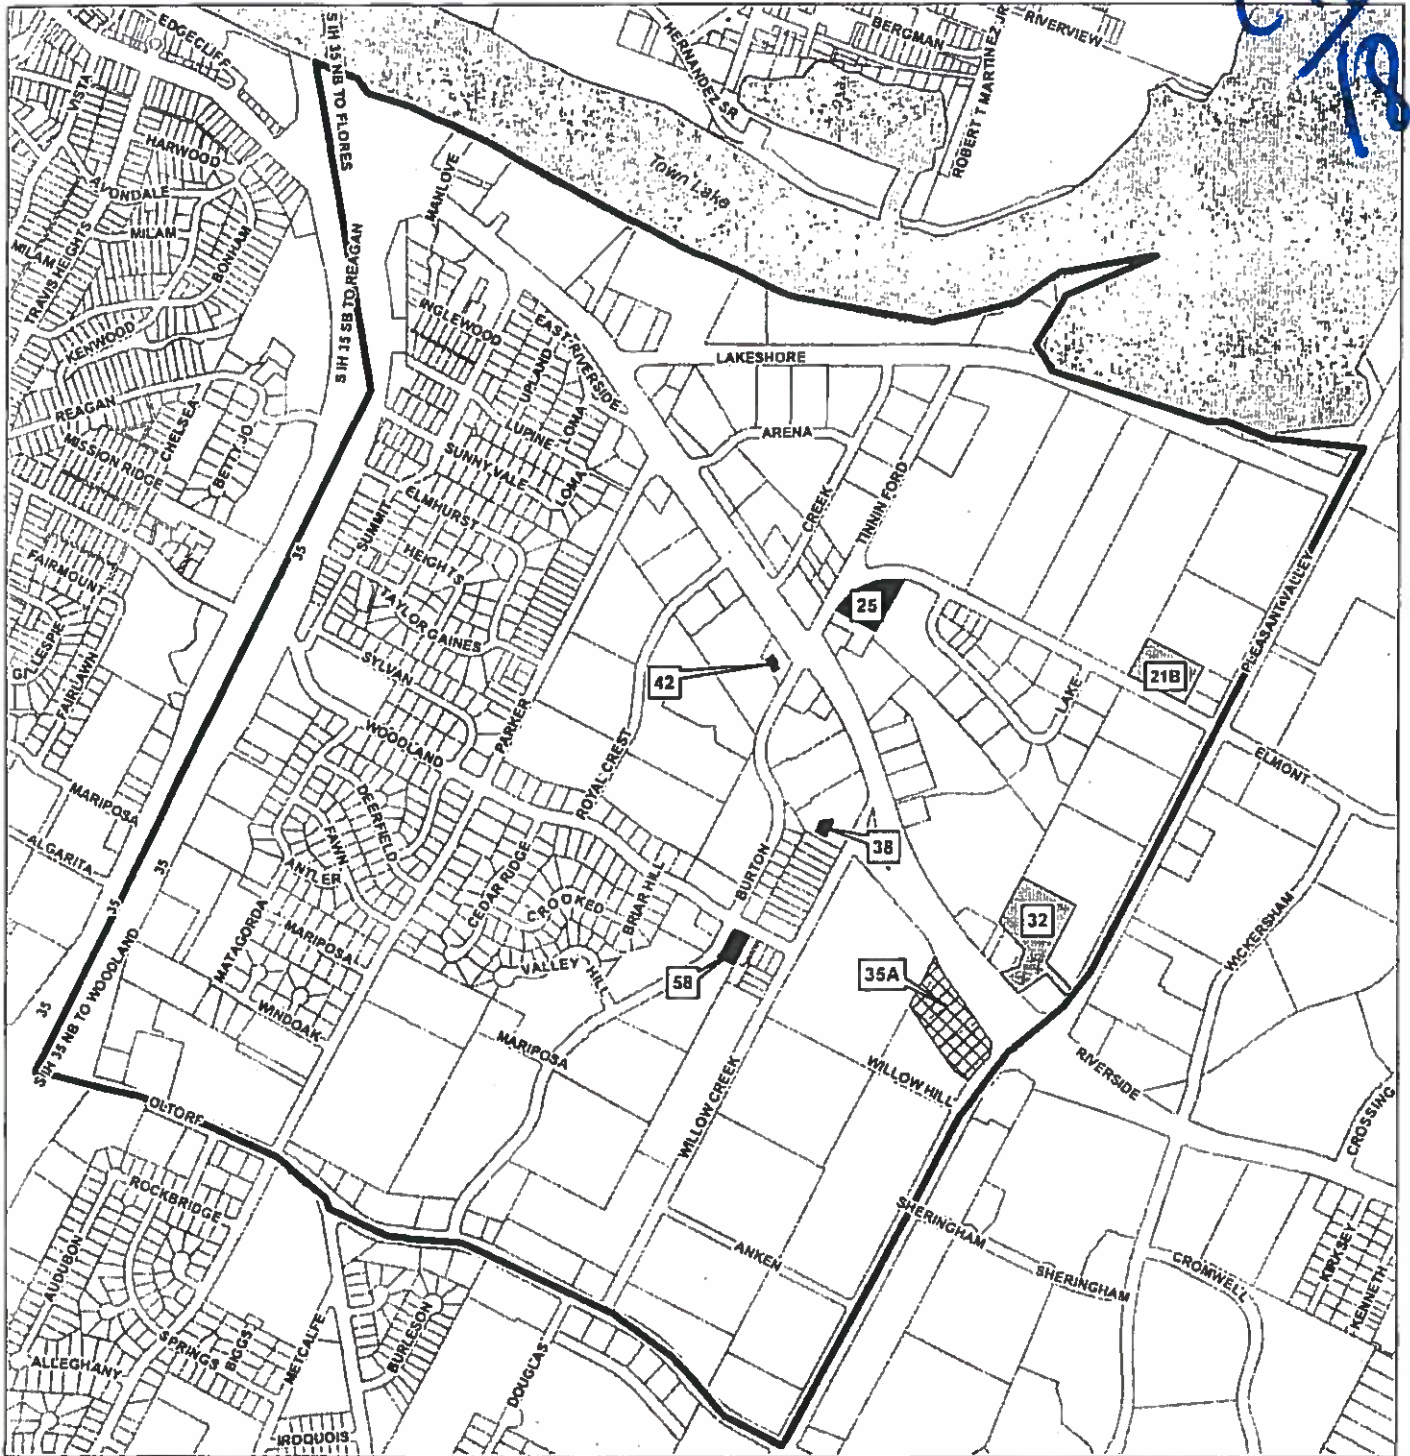 EDGECLIFF
S IH 35 NB TO FLORES
BERGMAN
RIVERVIEW
HERNANDEZ SR
ROBERT T MARTINEZ JR
18
VISTA
HARWOOD
AVONDALE
MILAM
MILAM
TRAVIS HEIGHTS
BONHAM
KENWOOD
REAGAN
MANLOVE
Town Lake
S IH 35 SB TO REAGAN
INGLEWOOD
EAST RIVERSIDE
UPLAND
LUPINE
LOMA
LOMA
SUNNY VALE
LAKESHORE
ARENA
CREEK
TINNIN FORD
MISSION RIDGE
CHELSEA
BETTY JO
ELMHURST
SUMMIT
HEIGHTS
TAYLOR GAINES
35
FAIRMOUNT
GILLESPIE
FAIRLAWN
SYLVAN
WOODLAND
PARKER
25
42
21B
PLEASANT VALLEY
LAKE
ELMONT
ROYAL CREST
MARIPOSA
ALGARITA
35
35
DEERFIELD
FAWN
ANTLER
MATAGORDA
MARIPOSA
WINDOAK
CEDAR RIDGE
CROOKED
BRIAR HILL
VALLEY HILL
BURTON
38
32
58
35A
WICKERSHAM
35
S IH 35 NB TO WOODLAND
MARIPOSA
WILLOW CREEK
WILLOW HILL
RIVERSIDE
CROSSING
OLTORF
ROCKBRIDGE
AUDUBON
SPRINGS
BIGGS
METCALFE
BURLESON
ALLEGHANY
IROQUOIS
DOUGLAS
ANKEN
SHERINGHAM
SHERINGHAM
CROMWELL
KIRKSEY
KENNETH